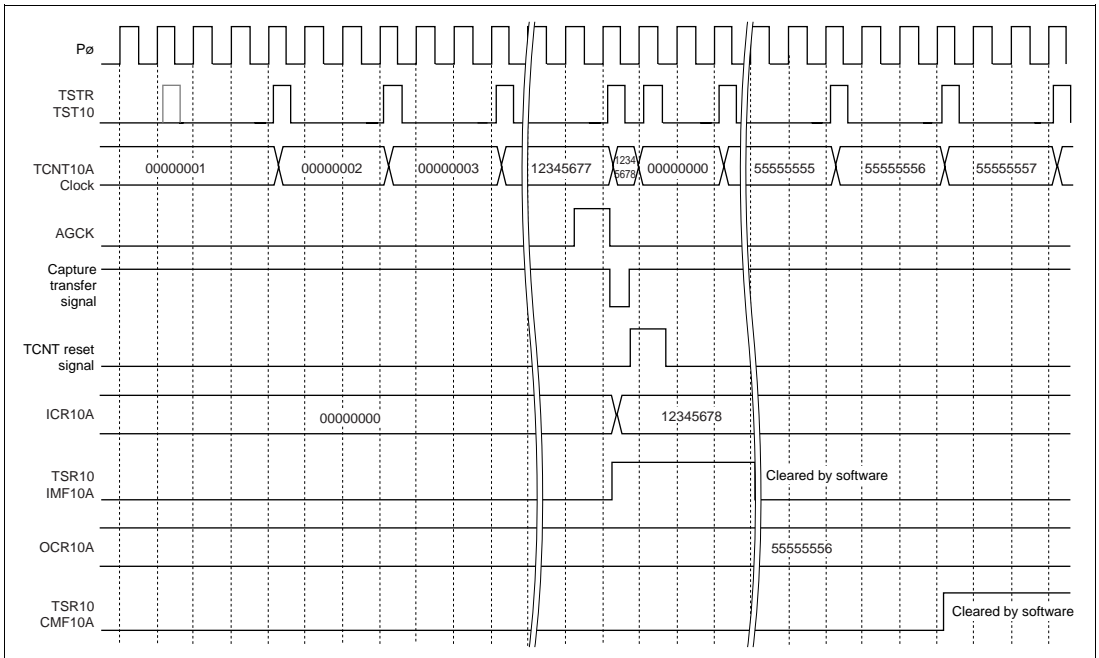 Pø
TSTR
TST10
TCNT10A
Clock
00000001
00000002
00000003
12345677
1234
5678
00000000
55555555
55555556
55555557
AGCK
Capture
transfer
signal
TCNT reset
signal
ICR10A
00000000
12345678
TSR10
IMF10A
Cleared by software
OCR10A
55555556
TSR10
CMF10A
Cleared by software